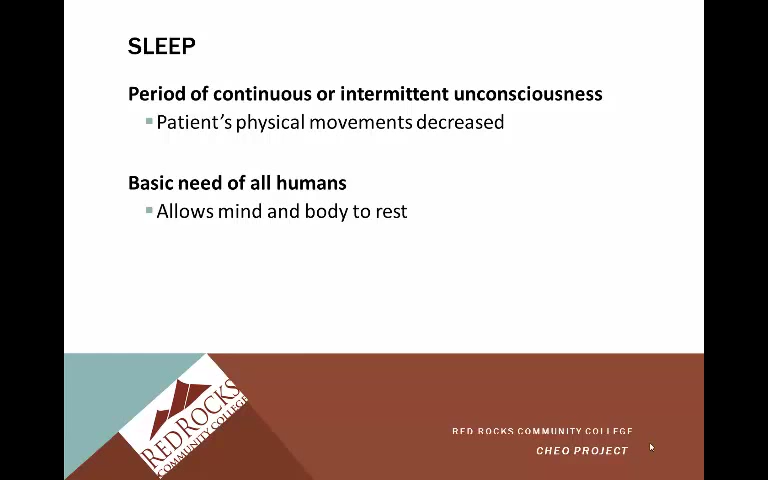 SLEEP
Period of continuous or intermittent unconsciousness
Patient's physical movements decreased
Basic need of all humans
Allows mind and body to rest
RED ROCKS
COMMUNITY COLLEGE
RED ROCKS COMMUNITY COLLEGE
CHEO PROJECT